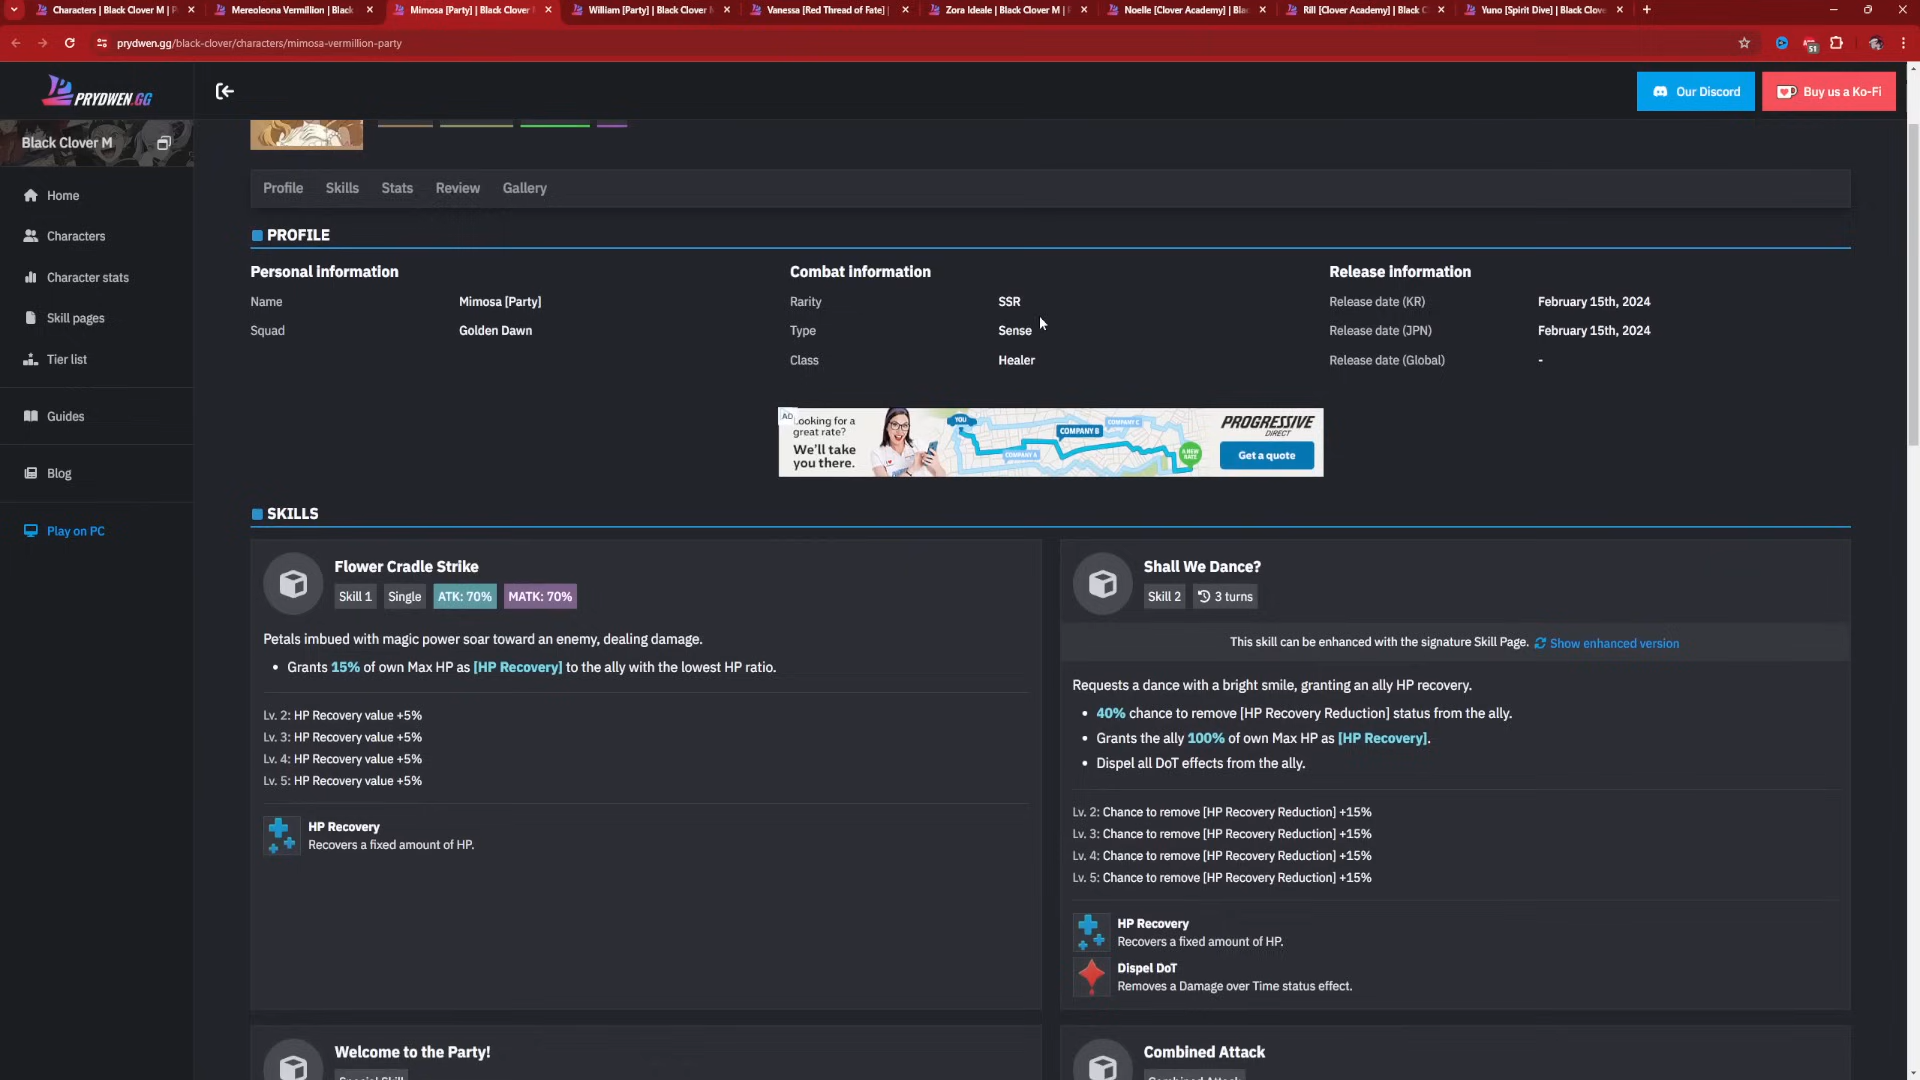 Characters | Black Clover M | P
Mereoleona Vermillion | Black
Mimosa [Party] | Black Clover
William [Party] | Black Clover M
Vanessa [Red Thread of Fate] |
Zora Ideale | Black Clover M |
Noelle [Clover Academy] | Bla
Rill [Clover Academy] | Black C
Yuno [Spirit Dive] | Black Clove
prydwen.gg/black-clover/characters/mimosa-vermillion-party
51
PRYDWEN.GG
Our Discord
Buy us a Ko-Fi
Black Clover M
Home
Characters
Character stats
Skill pages
Tier list
Guides
Blog
Play on PC
Profile
Skills
Stats
Review
Gallery
PROFILE
Personal information
Name Mimosa [Party]
Squad Golden Dawn
Combat information
Rarity SSR
Type Sense
Class Healer
Release information
Release date (KR) February 15th, 2024
Release date (JPN) February 15th, 2024
Release date (Global) -
AD
Looking for a
great rate?
We'll take
you there.
YOU
COMPANY A
COMPANY B
COMPANY C
A NEW
RATE
PROGRESSIVE
DIRECT
Get a quote
SKILLS
Flower Cradle Strike
Skill 1 Single ATK: 70% MATK: 70%
Petals imbued with magic power soar toward an enemy, dealing damage.
• Grants 15% of own Max HP as [HP Recovery] to the ally with the lowest HP ratio.
Lv. 2: HP Recovery value +5%
Lv. 3: HP Recovery value +5%
Lv. 4: HP Recovery value +5%
Lv. 5: HP Recovery value +5%
HP Recovery
Recovers a fixed amount of HP.
Shall We Dance?
Skill 2 3 turns
This skill can be enhanced with the signature Skill Page. Show enhanced version
Requests a dance with a bright smile, granting an ally HP recovery.
• 40% chance to remove [HP Recovery Reduction] status from the ally.
• Grants the ally 100% of own Max HP as [HP Recovery].
• Dispel all DoT effects from the ally.
Lv. 2: Chance to remove [HP Recovery Reduction] +15%
Lv. 3: Chance to remove [HP Recovery Reduction] +15%
Lv. 4: Chance to remove [HP Recovery Reduction] +15%
Lv. 5: Chance to remove [HP Recovery Reduction] +15%
HP Recovery
Recovers a fixed amount of HP.
Dispel DoT
Removes a Damage over Time status effect.
Welcome to the Party!
Special Skill
Combined Attack
Combined Attack